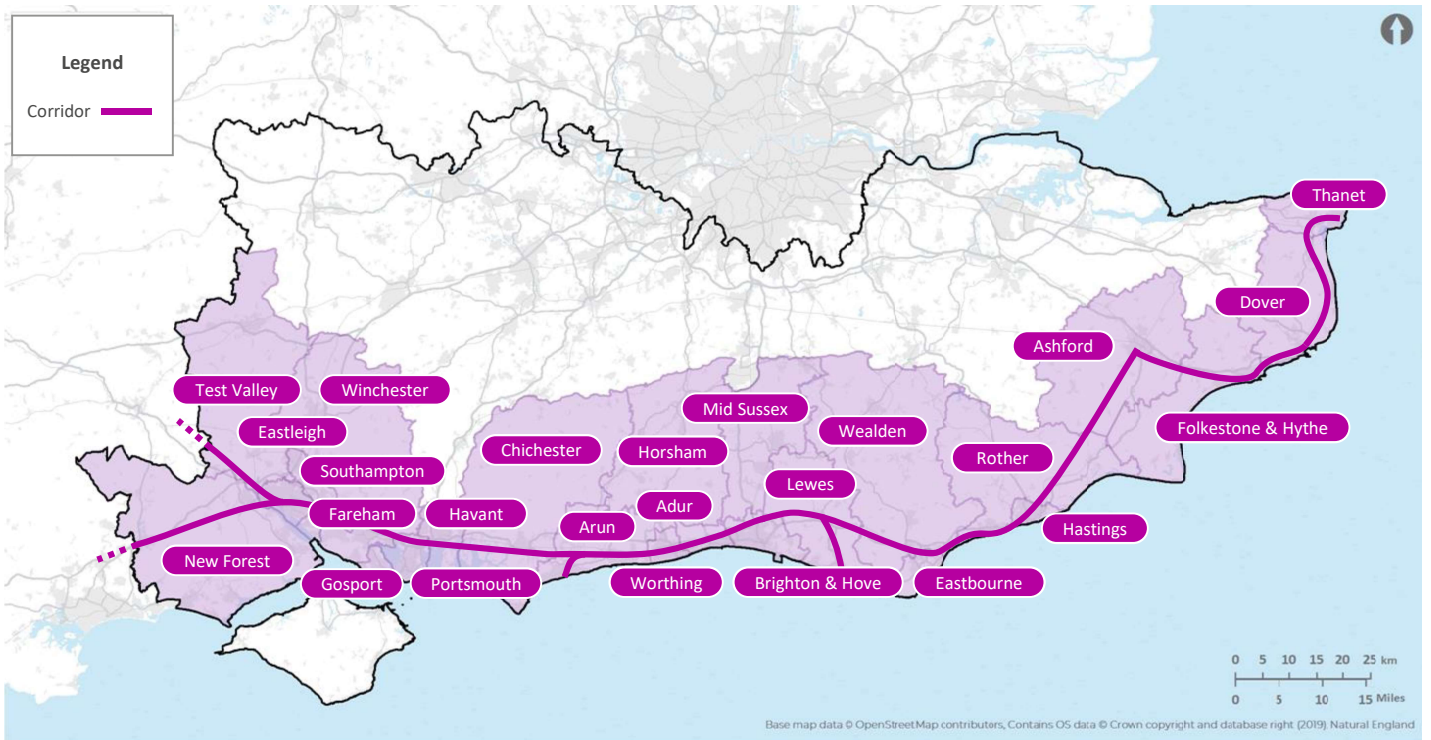 Legend
Corridor
Thanet
Dover
Ashford
Test Valley
Winchester
Mid Sussex
Eastleigh
Wealden
Folkestone & Hythe
Chichester
Horsham
Rother
Southampton
Lewes
Fareham
Havant
Adur
Arun
Hastings
New Forest
Gosport
Portsmouth
Worthing
Brighton & Hove
Eastbourne
0 5 10 15 20 25 km
0 5 10 15 Miles
Base map data © OpenStreetMap contributors, Contains OS data © Crown copyright and database right (2019). Natural England